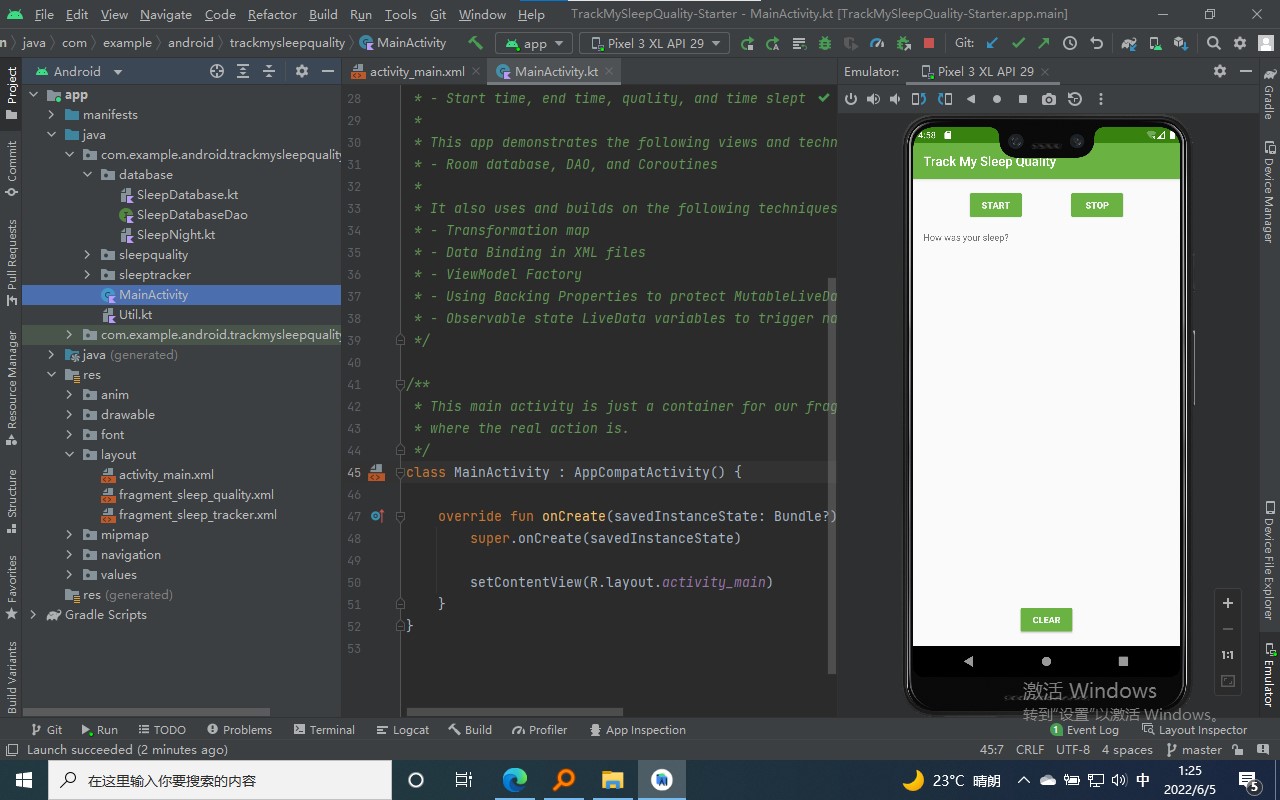 File Edit View Navigate Code Refactor Build Run Tools Git Window Help TrackMySleepQuality-Starter - MainActivity.kt [TrackMySleepQuality-Starter.app.main]
n java com example android trackmysleepquality MainActivity app Pixel 3 XL API 29 Git:
Android
activity_main.xml MainActivity.kt
Emulator: Pixel 3 XL API 29
Project
Commit
Pull Requests
Resource Manager
Structure
Favorites
Build Variants
app
manifests
java
com.example.android.trackmysleepquality
database
SleepDatabase.kt
SleepDatabaseDao
SleepNight.kt
sleepquality
sleeptracker
MainActivity
Util.kt
com.example.android.trackmysleepquality
java (generated)
res
anim
drawable
font
layout
activity_main.xml
fragment_sleep_quality.xml
fragment_sleep_tracker.xml
mipmap
navigation
values
res (generated)
Gradle Scripts
28 * - Start time, end time, quality, and time slept
29 *
30 * This app demonstrates the following views and techn
31 * - Room database, DAO, and Coroutines
32 *
33 * It also uses and builds on the following techniques
34 * - Transformation map
35 * - Data Binding in XML files
36 * - ViewModel Factory
37 * - Using Backing Properties to protect MutableLiveDa
38 * - Observable state LiveData variables to trigger na
39 */
40
41 /**
42 * This main activity is just a container for our frag
43 * where the real action is.
44 */
45 class MainActivity : AppCompatActivity() {
46
47 override fun onCreate(savedInstanceState: Bundle?)
48 super.onCreate(savedInstanceState)
49
50 setContentView(R.layout.activity_main)
51 }
52 }
53
4:58
Track My Sleep Quality
START STOP
How was your sleep?
CLEAR
1:1
Gradle
Device Manager
Device File Explorer
Emulator
激活 Windows
转到"设置"以激活 Windows。
Git Run TODO Problems Terminal Logcat Build Profiler App Inspection 1 Event Log Layout Inspector
Launch succeeded (2 minutes ago) 45:7 CRLF UTF-8 4 spaces master
在这里输入你要搜索的内容
23°C 晴朗 中 1:25
2022/6/5
5